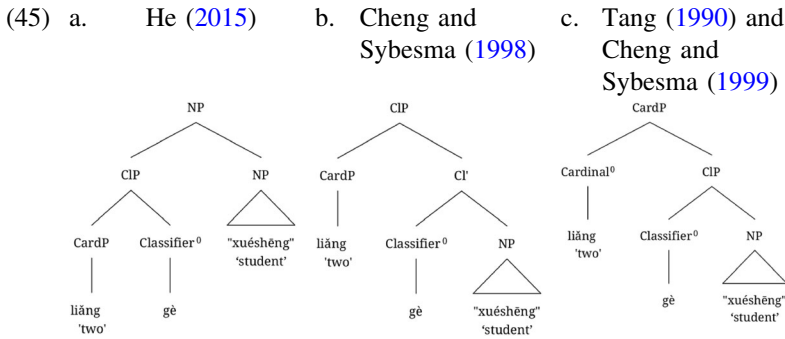 (45) a. He (2015) b. Cheng and Sybesma (1998) c. Tang (1990) and Cheng and Sybesma (1999)
NP
ClP NP
CardP Classifier⁰ "xuéshēng" 'student'
liǎng 'two' gè
ClP
CardP Cl'
liǎng 'two' Classifier⁰ NP
gè "xuéshēng" 'student'
CardP
Cardinal⁰ ClP
liǎng 'two' Classifier⁰ NP
gè "xuéshēng" 'student'